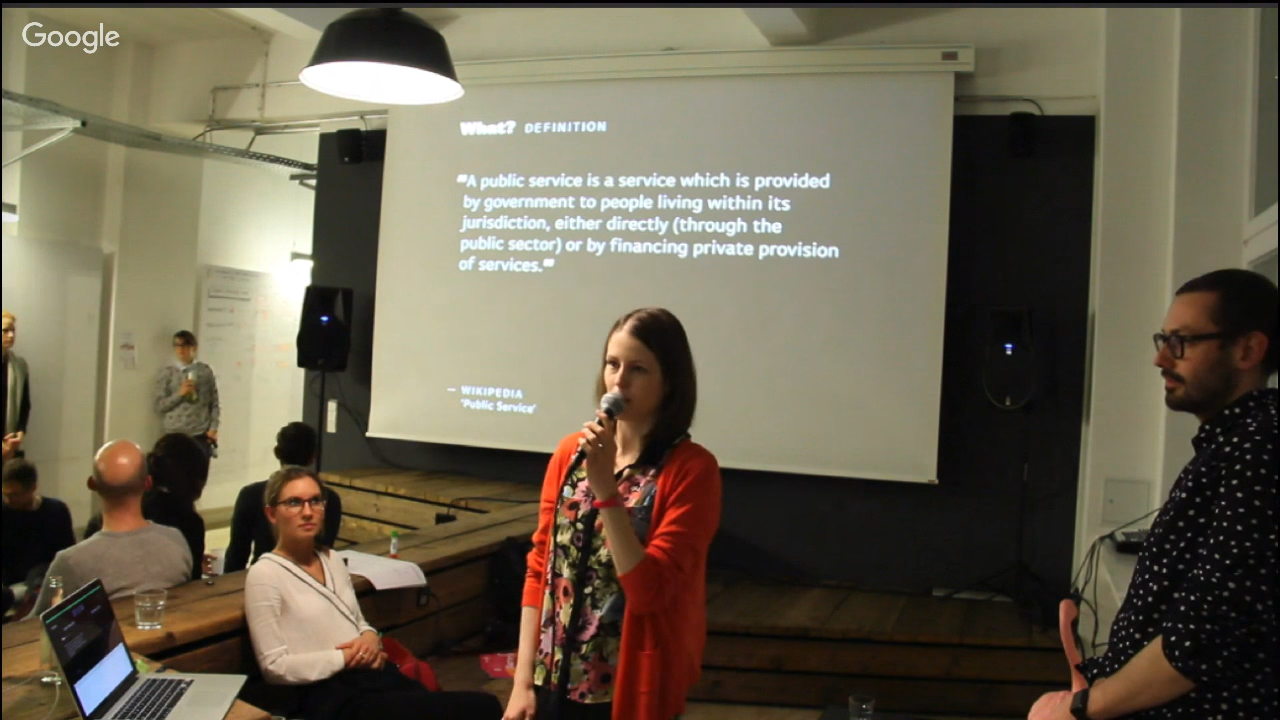 Google
What? DEFINITION
"A public service is a service which is provided
by government to people living within its
jurisdiction, either directly (through the
public sector) or by financing private provision
of services."
— WIKIPEDIA
'Public Service'